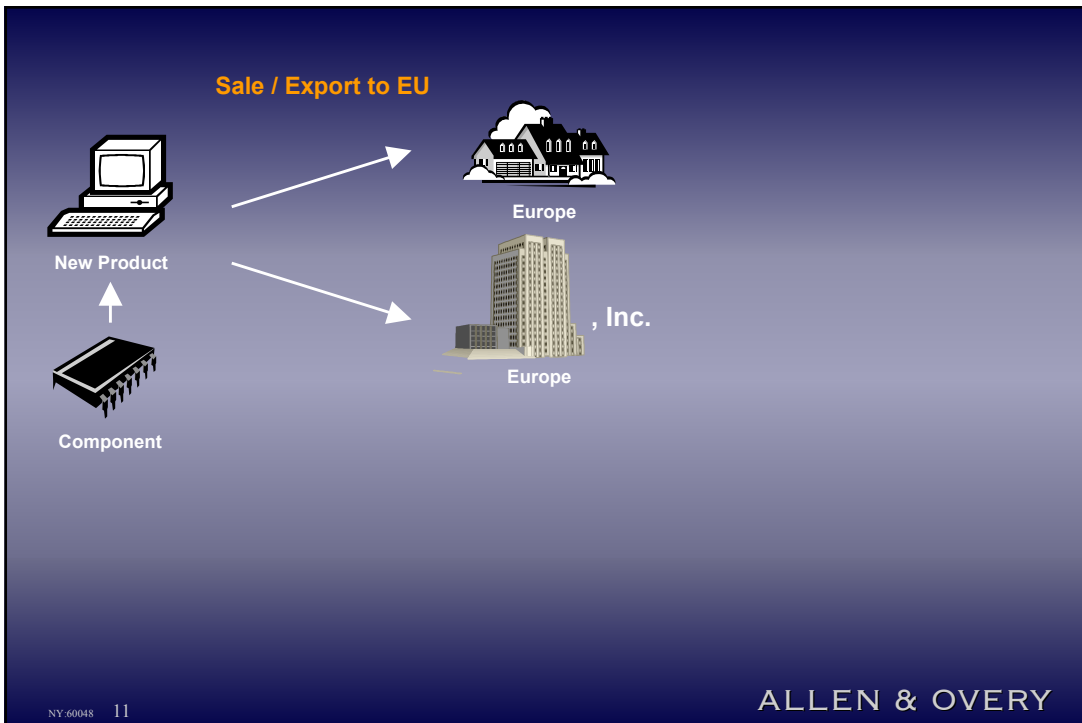 Sale / Export to EU
Europe
New Product
, Inc.
Europe
Component
NY:60048 11
ALLEN & OVERY